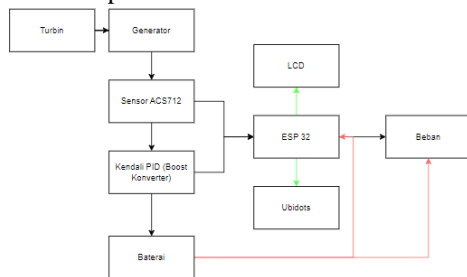 Turbin
Generator
LCD
Sensor ACS712
ESP 32
Beban
Kendali PID (Boost
Konverter)
Ubidots
Baterai